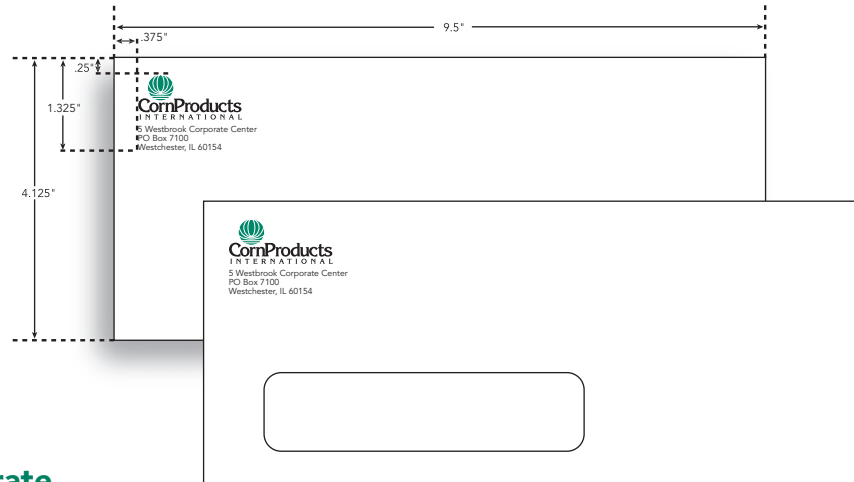 9.5"
.375"
.25"
1.325"
4.125"
CornProducts
INTERNATIONAL
5 Westbrook Corporate Center
PO Box 7100
Westchester, IL 60154
CornProducts
INTERNATIONAL
5 Westbrook Corporate Center
PO Box 7100
Westchester, IL 60154